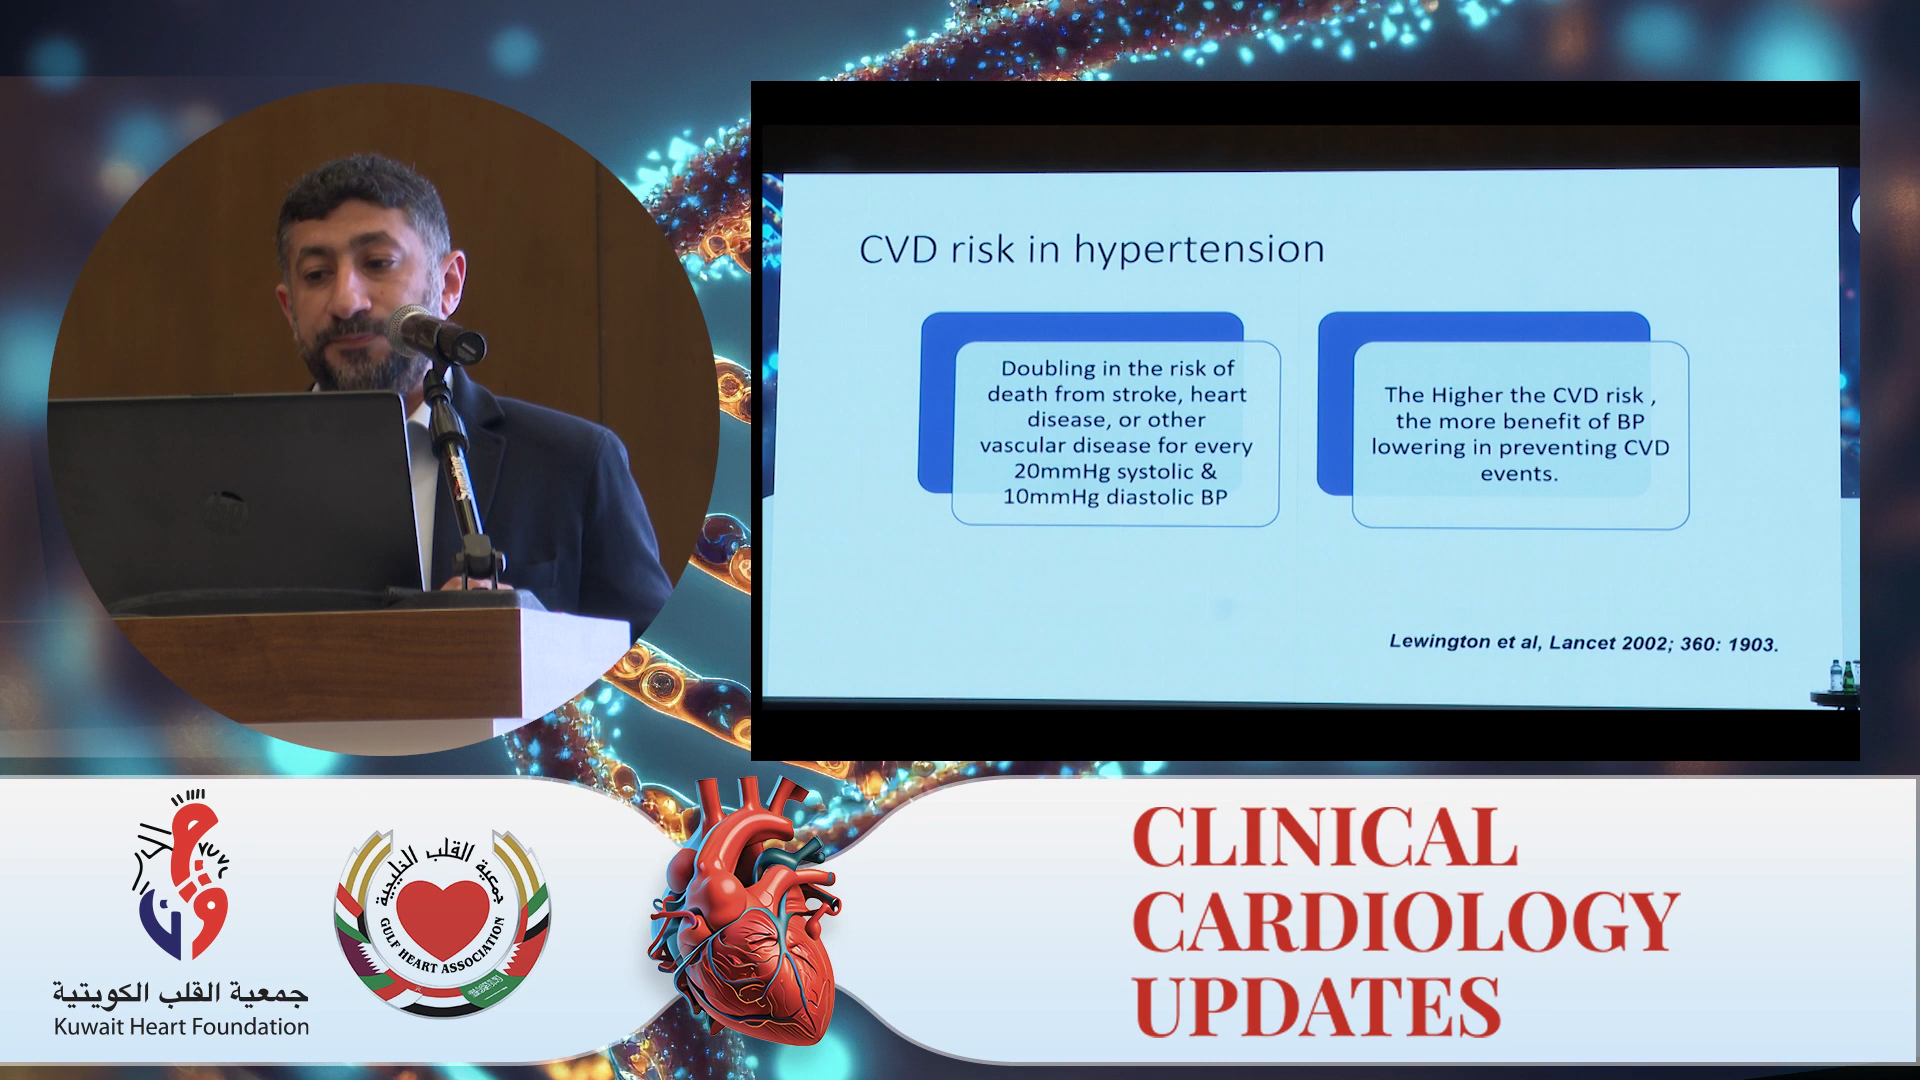 CVD risk in hypertension
Doubling in the risk of
death from stroke, heart
disease, or other
vascular disease for every
20mmHg systolic &
10mmHg diastolic BP
The Higher the CVD risk ,
the more benefit of BP
lowering in preventing CVD
events.
Lewington et al, Lancet 2002; 360: 1903.
جمعية القلب الكويتية
Kuwait Heart Foundation
جمعية القلب الخليجية
GULF HEART ASSOCIATION
CLINICAL
CARDIOLOGY
UPDATES